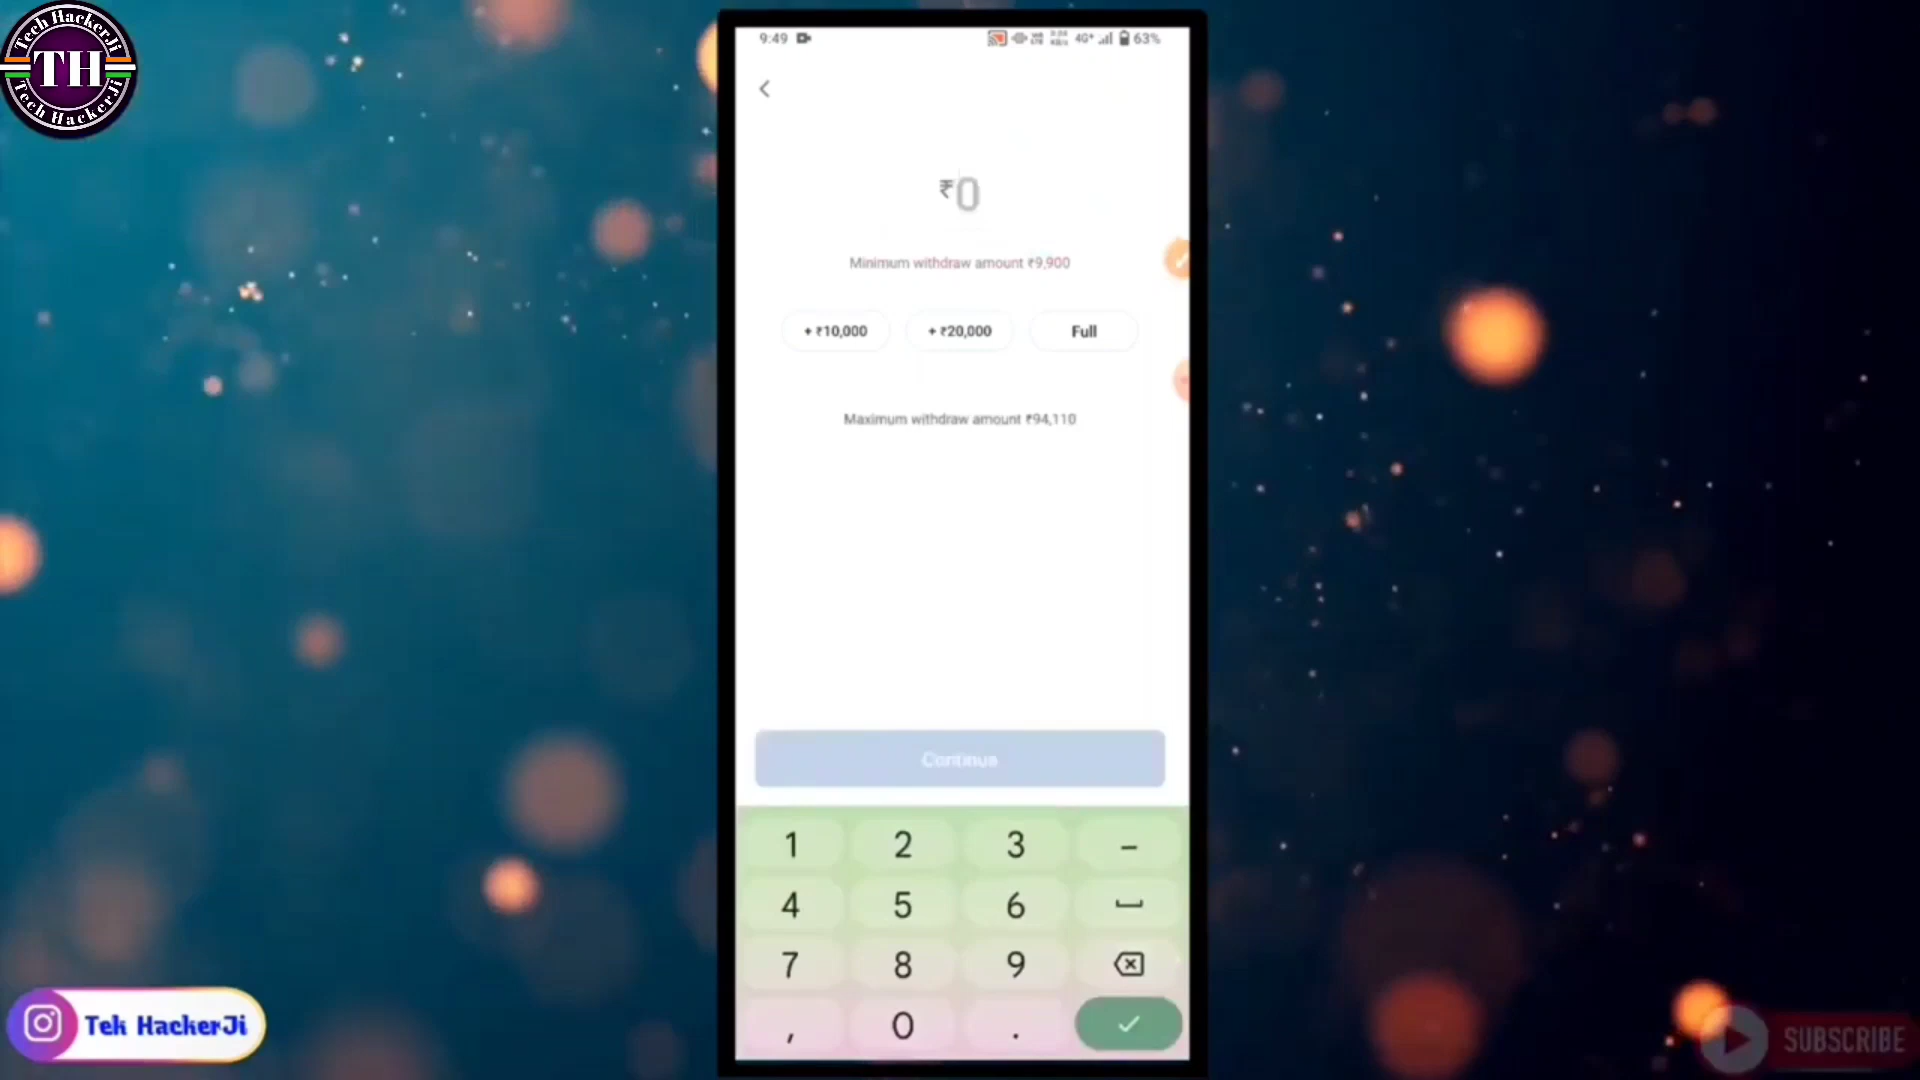 Tech HackerJi
TH
Tech HackerJi
9:49
4G+
63%
₹0
Minimum withdraw amount ₹9,900
+ ₹10,000
+ ₹20,000
Full
Maximum withdraw amount ₹94,110
Continue
1 2 3 –
4 5 6
7 8 9
, 0 .
Tek HackerJi
SUBSCRIBE